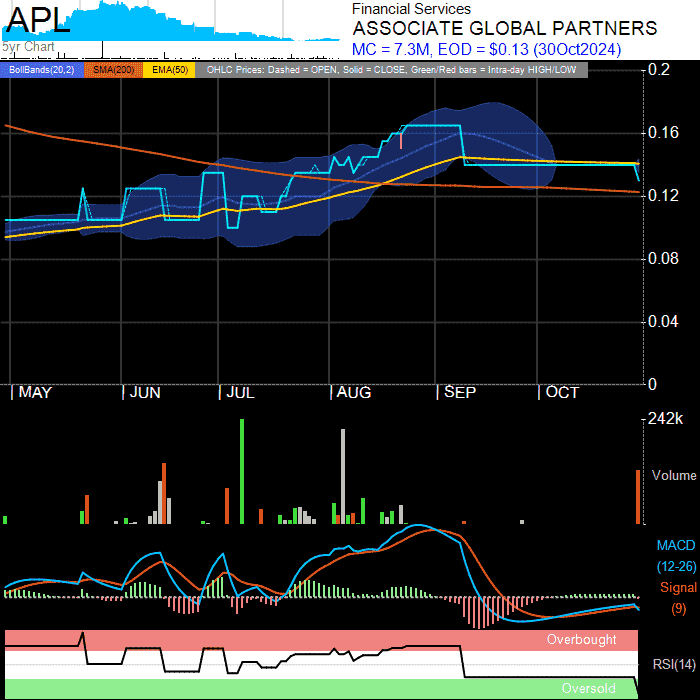 APL
5yr Chart
Financial Services
ASSOCIATE GLOBAL PARTNERS
MC = 7.3M, EOD = $0.13 (30Oct2024)
BollBands(20,2) SMA(200) EMA(50) OHLC Prices: Dashed = OPEN, Solid = CLOSE, Green/Red bars = Intra-day HIGH/LOW
0.2
0.16
0.12
0.08
0.04
0
MAY JUN JUL AUG SEP OCT
242k
Volume
MACD
(12-26)
Signal
(9)
Overbought
RSI(14)
Oversold